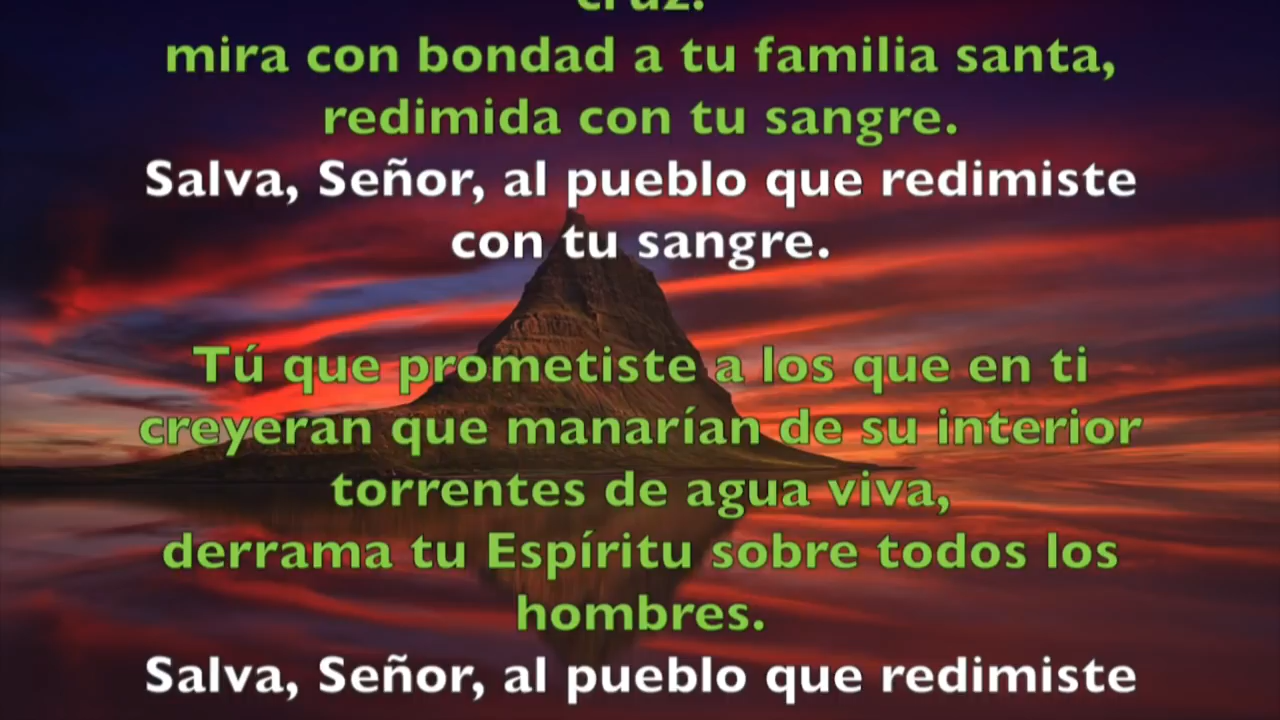 cruz.
mira con bondad a tu familia santa,
redimida con tu sangre.
Salva, Señor, al pueblo que redimiste
con tu sangre.
Tú que prometiste a los que en ti
creyeran que manarían de su interior
torrentes de agua viva,
derrama tu Espíritu sobre todos los
hombres.
Salva, Señor, al pueblo que redimiste